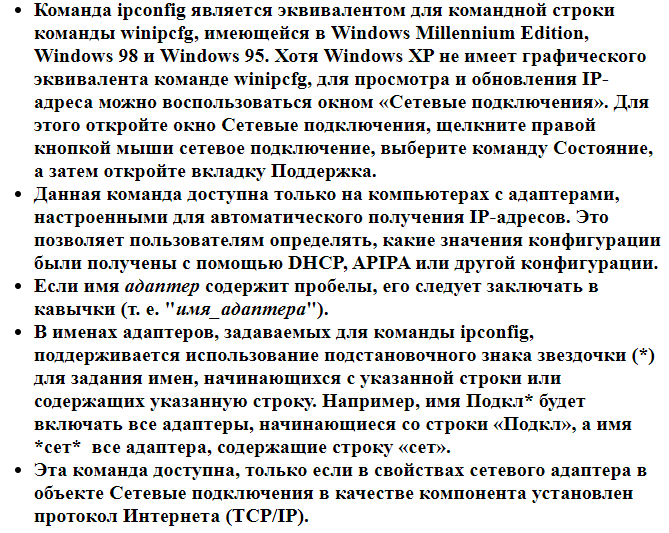 • Команда ipconfig является эквивалентом для командной строки
команды winipcfg, имеющейся в Windows Millennium Edition,
Windows 98 и Windows 95. Хотя Windows XP не имеет графического
эквивалента команде winipcfg, для просмотра и обновления IP-
адреса можно воспользоваться окном «Сетевые подключения». Для
этого откройте окно Сетевые подключения, щелкните правой
кнопкой мыши сетевое подключение, выберите команду Состояние,
а затем откройте вкладку Поддержка.
• Данная команда доступна только на компьютерах с адаптерами,
настроенными для автоматического получения IP-адресов. Это
позволяет пользователям определять, какие значения конфигурации
были получены с помощью DHCP, APIPA или другой конфигурации.
• Если имя адаптер содержит пробелы, его следует заключать в
кавычки (т. е. "имя_адаптера").
• В именах адаптеров, задаваемых для команды ipconfig,
поддерживается использование подстановочного знака звездочки (*)
для задания имен, начинающихся с указанной строки или
содержащих указанную строку. Например, имя Подкл* будет
включать все адаптеры, начинающиеся со строки «Подкл», а имя
*сет*  все адаптера, содержащие строку «сет».
• Эта команда доступна, только если в свойствах сетевого адаптера в
объекте Сетевые подключения в качестве компонента установлен
протокол Интернета (TCP/IP).